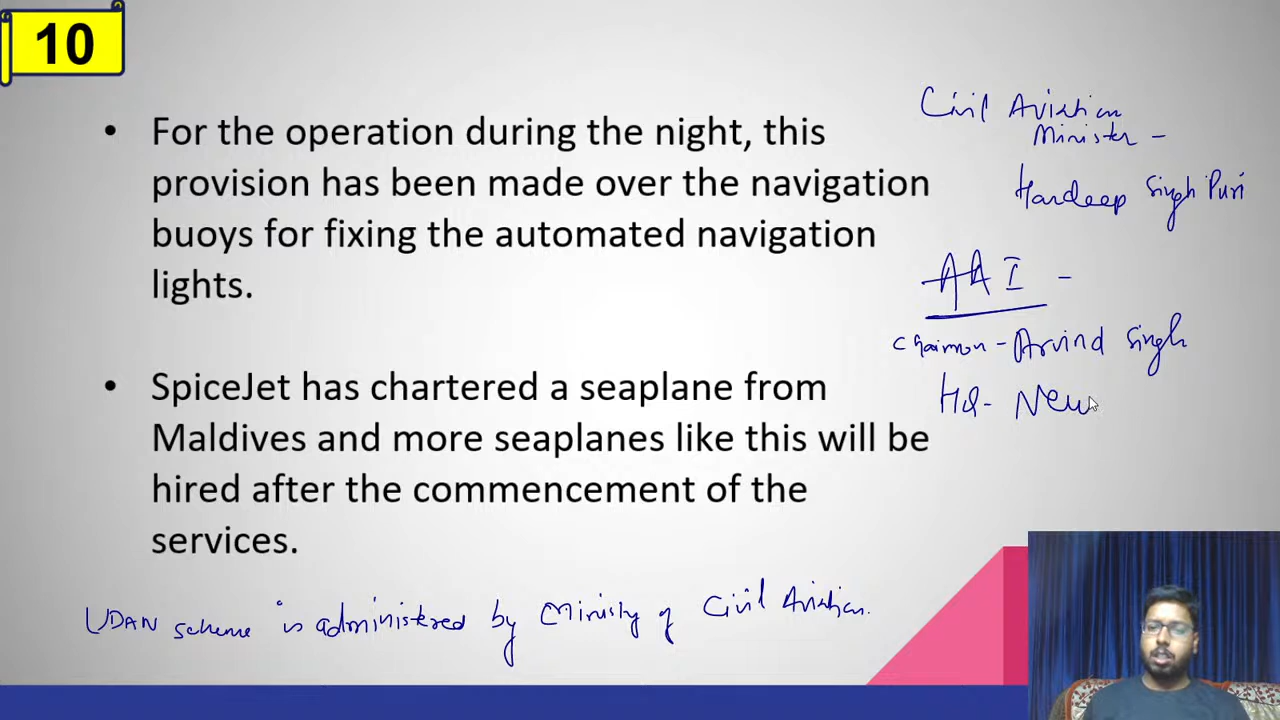 10
• For the operation during the night, this
provision has been made over the navigation
buoys for fixing the automated navigation
lights.
• SpiceJet has chartered a seaplane from
Maldives and more seaplanes like this will be
hired after the commencement of the
services.
UDAN scheme is administered by Ministry of Civil Aviation.
Civil Aviation
Minister -
Hardeep Singh Puri
AAI -
Chairman - Arvind Singh
HQ - New